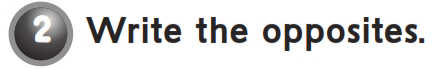 2 Write the opposites.